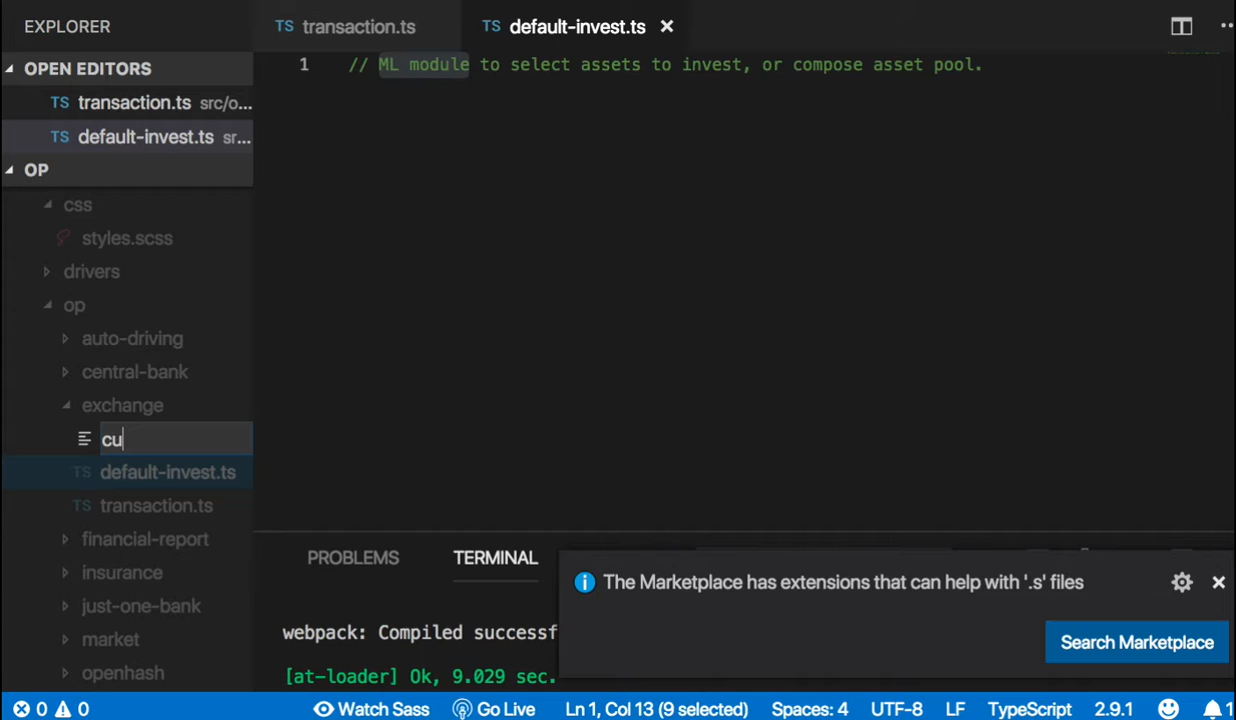 EXPLORER
OPEN EDITORS
TS transcription.ts src/o...
TS default-invest.ts sr...
OP
css
styles.scss
drivers
op
auto-driving
central-bank
exchange
cu
TS default-invest.ts
TS transaction.ts
financial-report
insurance
just-one-bank
market
openhash
TS transaction.ts
TS default-invest.ts
1 // ML module to select assets to invest, or compose asset pool.
PROBLEMS
TERMINAL
webpack: Compiled successf
[at-loader] Ok, 9.029 sec.
The Marketplace has extensions that can help with '.s' files
Search Marketplace
0 0 Watch Sass Go Live Ln 1, Col 13 (9 selected) Spaces: 4 UTF-8 LF TypeScript 2.9.1 1